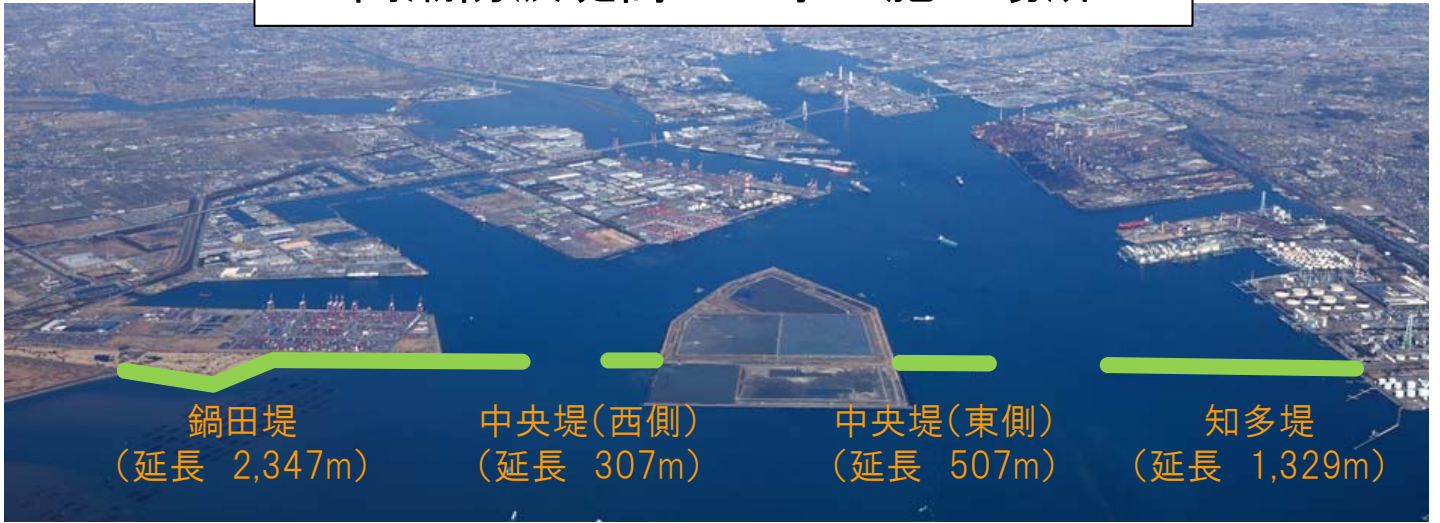 鍋田堤
(延長 2,347m)
中央堤(西側)
(延長 307m)
中央堤(東側)
(延長 507m)
知多堤
(延長 1,329m)